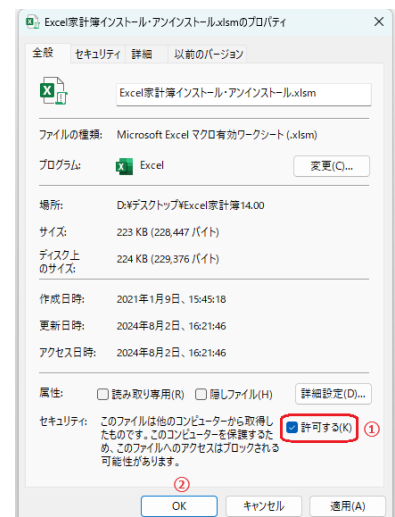 Excel家計簿インストール・アンインストール.xlsmのプロパティ
全般 セキュリティ 詳細 以前のバージョン
Excel家計簿インストール・アンインストール.xlsm
ファイルの種類: Microsoft Excel マクロ有効ワークシート (.xlsm)
プログラム: Excel 変更(C)...
場所: D:¥デスクトップ¥Excel家計簿14.00
サイズ: 223 KB (228,447 バイト)
ディスク上
のサイズ: 224 KB (229,376 バイト)
作成日時: 2021年1月9日、15:45:18
更新日時: 2024年8月2日、16:21:46
アクセス日時: 2024年8月2日、16:21:46
属性: 読み取り専用(R) 隠しファイル(H) 詳細設定(D)...
セキュリティ: このファイルは他のコンピューターから取得し
たものです。このコンピューターを保護するため
め、このファイルへのアクセスはブロックされる
可能性があります。
許可する(K) ①
②
OK キャンセル 適用(A)